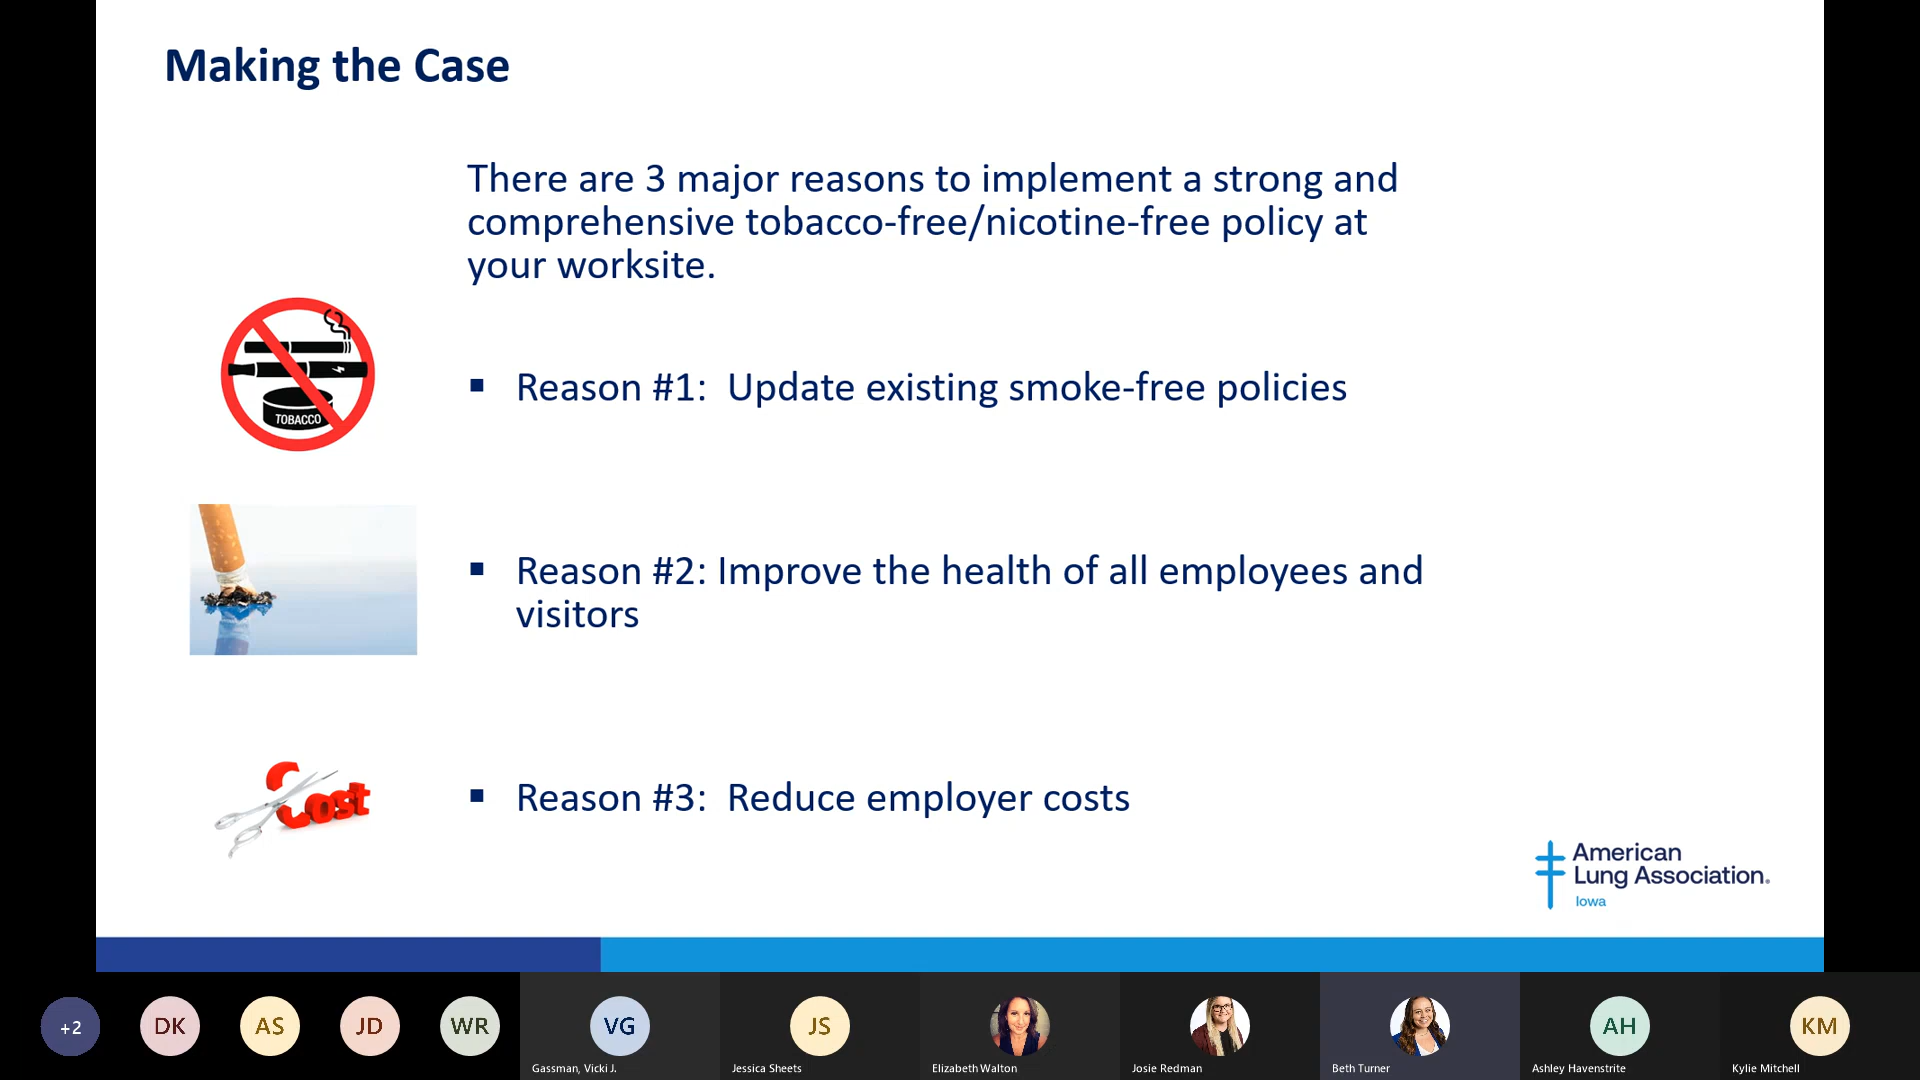 Making the Case
There are 3 major reasons to implement a strong and
comprehensive tobacco-free/nicotine-free policy at
your worksite.
TOBACCO
▪ Reason #1:  Update existing smoke-free policies
▪ Reason #2: Improve the health of all employees and
visitors
Cost
▪ Reason #3:  Reduce employer costs
American
Lung Association.
Iowa
+2
DK
AS
JD
WR
VG
JS
AH
KM
Gassman, Vicki J.
Jessica Sheets
Elizabeth Walton
Josie Redman
Beth Turner
Ashley Havenstrite
Kylie Mitchell